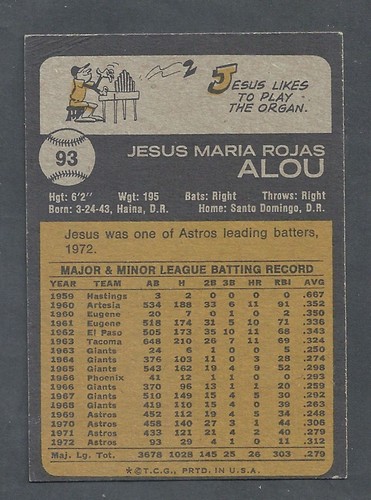 2
JESUS LIKES
TO PLAY
THE ORGAN.
93
JESUS MARIA ROJAS
ALOU
Hgt: 6'2" Wgt: 195 Bats: Right Throws: Right
Born: 3-24-43, Haina, D.R. Home: Santo Domingo, D.R.
Jesus was one of Astros leading batters,
1972.
MAJOR & MINOR LEAGUE BATTING RECORD
YEAR TEAM AB H 2B 3B HR RBI AVG
1959 Hastings 3 2 0 0 0 0 .667
1960 Artesia 534 188 33 6 11 91 .352
1960 Eugene 20 7 0 1 0 2 .350
1961 Eugene 518 174 31 5 10 71 .336
1962 El Paso 505 173 35 10 11 68 .343
1963 Tacoma 648 210 26 7 11 69 .324
1963 Giants 24 6 1 0 0 5 .250
1964 Giants 376 103 11 0 3 28 .274
1965 Giants 543 162 19 4 9 52 .298
1966 Phoenix 41 12 1 1 0 0 .293
1966 Giants 370 96 13 1 1 20 .259
1967 Giants 510 149 15 4 5 30 .292
1968 Giants 419 110 15 4 0 39 .263
1969 Astros 452 112 19 4 5 34 .248
1970 Astros 458 140 27 3 1 44 .306
1971 Astros 433 121 21 4 2 40 .279
1972 Astros 93 29 4 1 0 11 .312
Maj. Lg. Tot. 3678 1028 145 25 26 303 .279
*©T.C.G., PRTD. IN U.S.A.